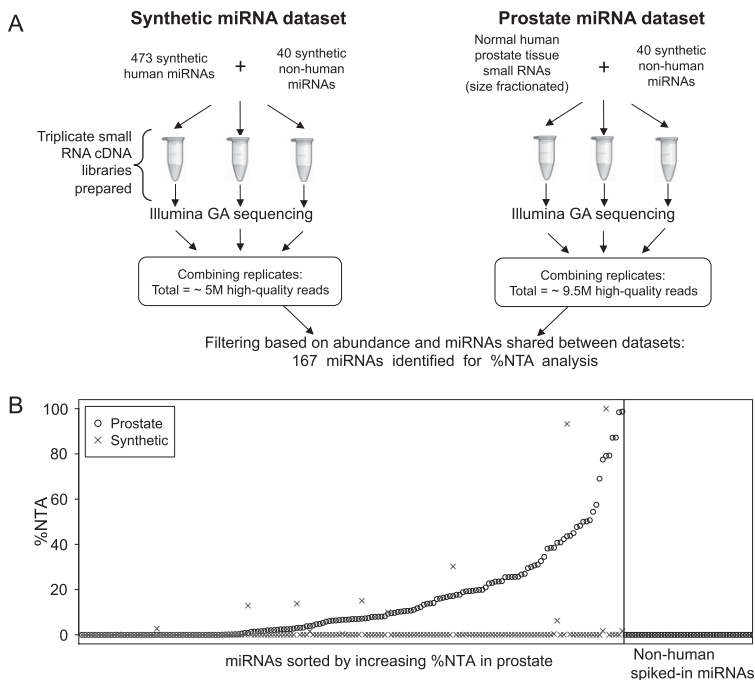 A
Synthetic miRNA dataset
473 synthetic
human miRNAs
+
40 synthetic
non-human
miRNAs
Triplicate small
RNA cDNA
libraries
prepared
Illumina GA sequencing
Combining replicates:
Total = ~ 5M high-quality reads
Prostate miRNA dataset
Normal human
prostate tissue
small RNAs
(size fractionated)
+
40 synthetic
non-human
miRNAs
Illumina GA sequencing
Combining replicates:
Total = ~ 9.5M high-quality reads
Filtering based on abundance and miRNAs shared between datasets:
167 miRNAs identified for %NTA analysis
B
Prostate
Synthetic
%NTA
100
80
60
40
20
0
miRNAs sorted by increasing %NTA in prostate
Non-human
spiked-in miRNAs